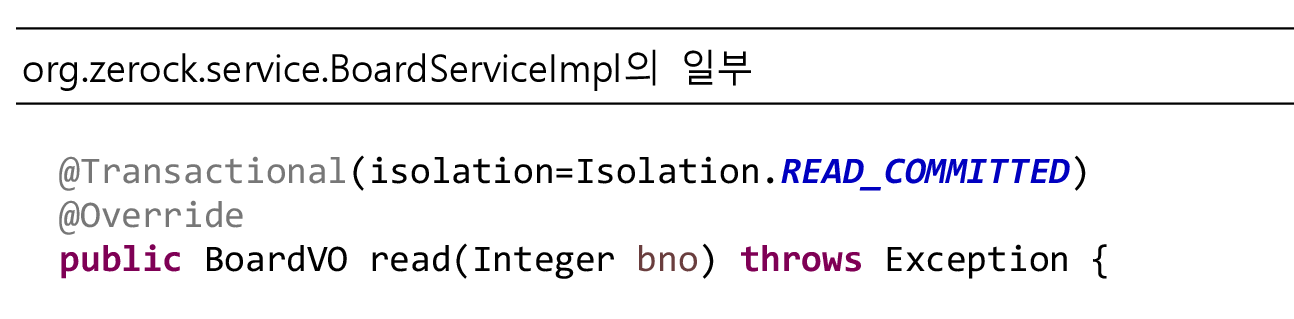 org.zerock.service.BoardServiceImpl의 일부
@Transactional(isolation=Isolation.READ_COMMITTED)
@Override
public BoardVO read(Integer bno) throws Exception {